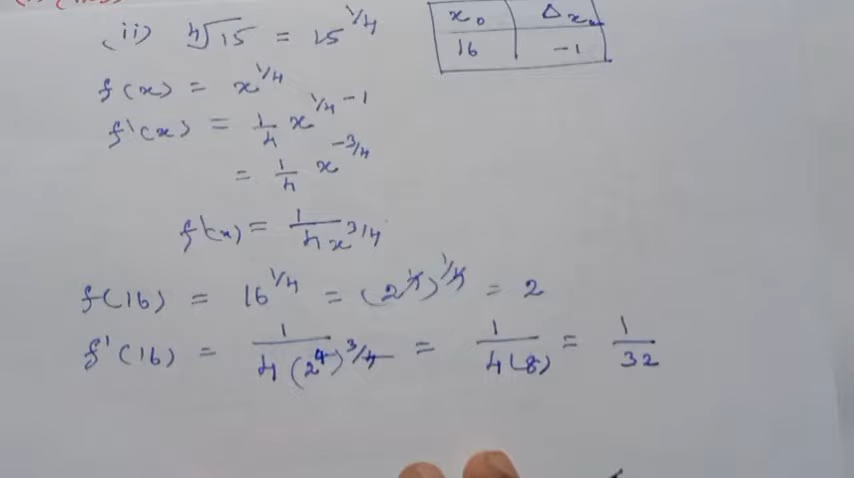 (ii) ∜15 = 15^1/4
x₀ Δx
16 -1
f(x) = x^1/4
f'(x) = 1/4 x^1/4 - 1
= 1/4 x^-3/4
f'(x) = 1/4x^3/4
f(16) = 16^1/4 = (2^4)^1/4 = 2
f'(16) = 1/4(2^4)^3/4 = 1/4(8) = 1/32